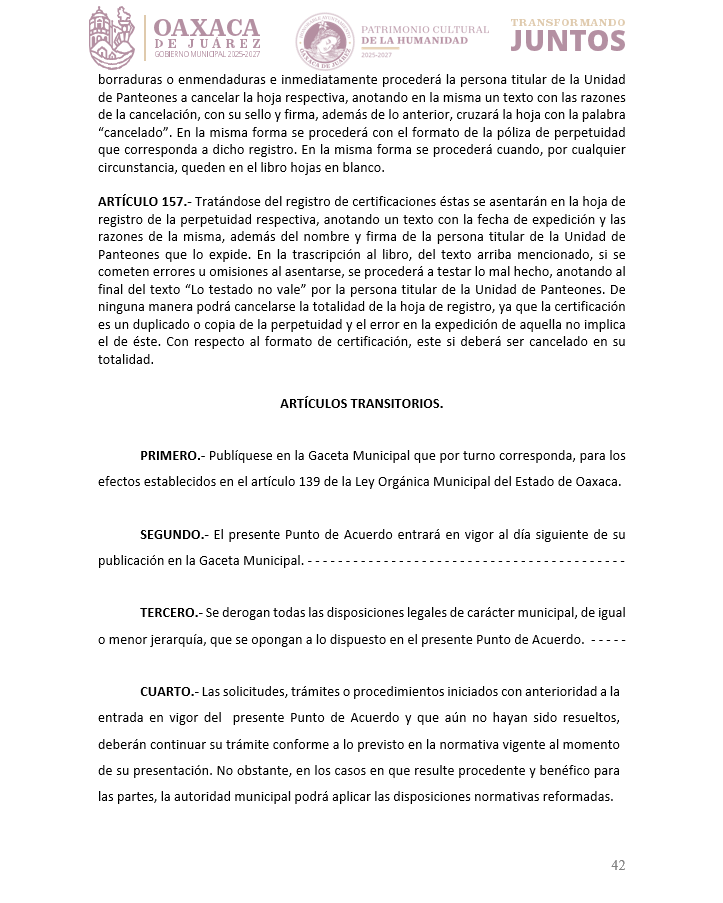 OAXACA
DE JUÁREZ
GOBIERNO MUNICIPAL 2025-2027
PATRIMONIO CULTURAL
DE LA HUMANIDAD
2025-2027
TRANSFORMANDO
JUNTOS
borraduras o enmendaduras e inmediatamente procederá la persona titular de la Unidad
de Panteones a cancelar la hoja respectiva, anotando en la misma un texto con las razones
de la cancelación, con su sello y firma, además de lo anterior, cruzará la hoja con la palabra
“cancelado”. En la misma forma se procederá con el formato de la póliza de perpetuidad
que corresponda a dicho registro. En la misma forma se procederá cuando, por cualquier
circunstancia, queden en el libro hojas en blanco.
ARTÍCULO 157.- Tratándose del registro de certificaciones éstas se asentarán en la hoja de
registro de la perpetuidad respectiva, anotando un texto con la fecha de expedición y las
razones de la misma, además del nombre y firma de la persona titular de la Unidad de
Panteones que lo expide. En la trascripción al libro, del texto arriba mencionado, si se
cometen errores u omisiones al asentarse, se procederá a testar lo mal hecho, anotando al
final del texto “Lo testado no vale” por la persona titular de la Unidad de Panteones. De
ninguna manera podrá cancelarse la totalidad de la hoja de registro, ya que la certificación
es un duplicado o copia de la perpetuidad y el error en la expedición de aquella no implica
el de éste. Con respecto al formato de certificación, este si deberá ser cancelado en su
totalidad.
ARTÍCULOS TRANSITORIOS.
PRIMERO.- Publíquese en la Gaceta Municipal que por turno corresponda, para los
efectos establecidos en el artículo 139 de la Ley Orgánica Municipal del Estado de Oaxaca.
SEGUNDO.- El presente Punto de Acuerdo entrará en vigor al día siguiente de su
publicación en la Gaceta Municipal. - - - - - - - - - - - - - - - - - - - - - - - - - - - - - - - - - - - - - - - - - -
TERCERO.- Se derogan todas las disposiciones legales de carácter municipal, de igual
o menor jerarquía, que se opongan a lo dispuesto en el presente Punto de Acuerdo. - - - - -
CUARTO.- Las solicitudes, trámites o procedimientos iniciados con anterioridad a la
entrada en vigor del presente Punto de Acuerdo y que aún no hayan sido resueltos,
deberán continuar su trámite conforme a lo previsto en la normativa vigente al momento
de su presentación. No obstante, en los casos en que resulte procedente y benéfico para
las partes, la autoridad municipal podrá aplicar las disposiciones normativas reformadas.
42